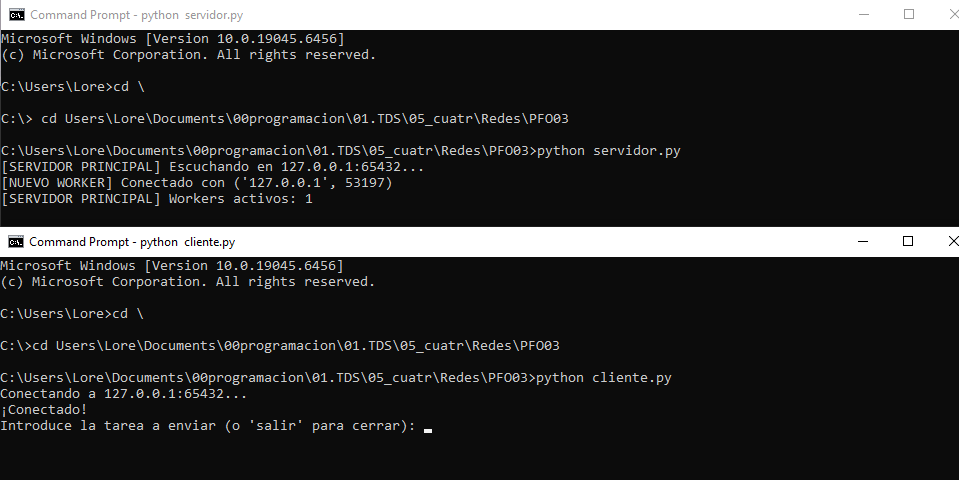 Command Prompt - python  servidor.py
Microsoft Windows [Version 10.0.19045.6456]
(c) Microsoft Corporation. All rights reserved.
C:\Users\Lore>cd \
C:\> cd Users\Lore\Documents\00programacion\01.TDS\05_cuatr\Redes\PFO03
C:\Users\Lore\Documents\00programacion\01.TDS\05_cuatr\Redes\PFO03>python servidor.py
[SERVIDOR PRINCIPAL] Escuchando en 127.0.0.1:65432...
[NUEVO WORKER] Conectado con ('127.0.0.1', 53197)
[SERVIDOR PRINCIPAL] Workers activos: 1
Command Prompt - python  cliente.py
Microsoft Windows [Version 10.0.19045.6456]
(c) Microsoft Corporation. All rights reserved.
C:\Users\Lore>cd \
C:\>cd Users\Lore\Documents\00programacion\01.TDS\05_cuatr\Redes\PFO03
C:\Users\Lore\Documents\00programacion\01.TDS\05_cuatr\Redes\PFO03>python cliente.py
Conectando a 127.0.0.1:65432...
¡Conectado!
Introduce la tarea a enviar (o 'salir' para cerrar):